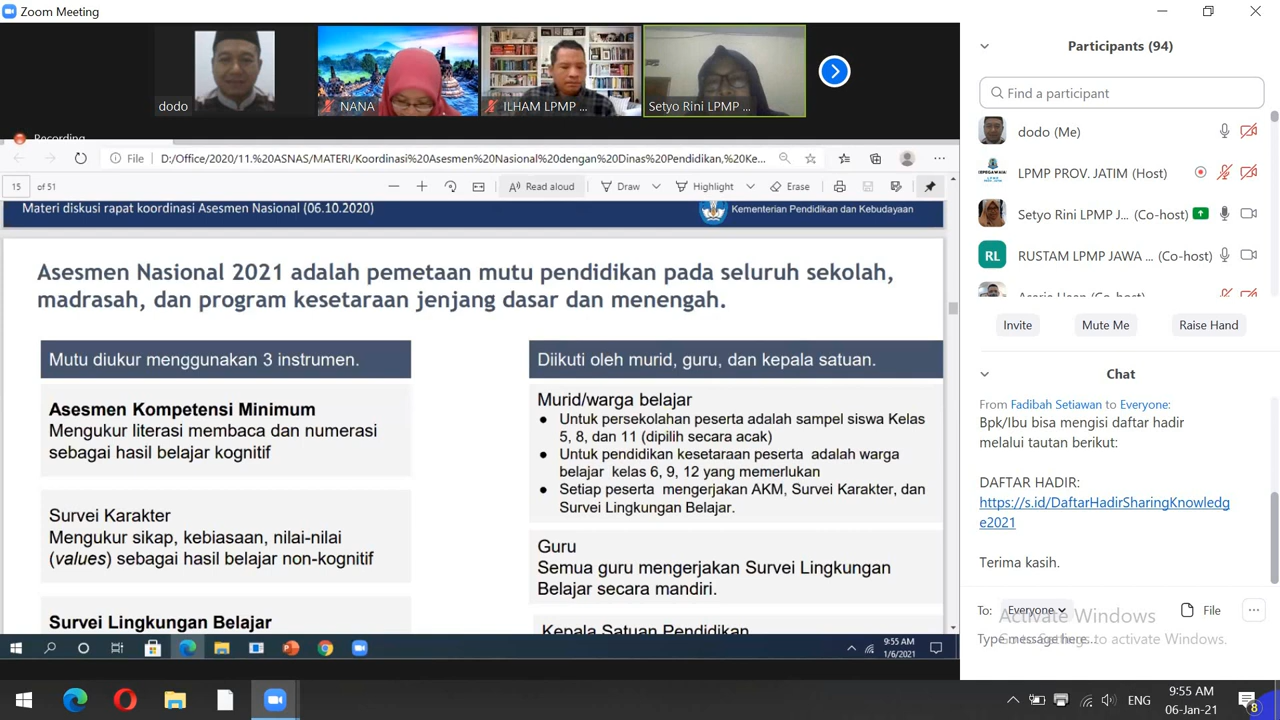 Zoom Meeting
dodo
NANA
ILHAM LPMP ...
Setyo Rini LPMP ...
Recording
File
D:/Office/2020/11.%20ASNAS/MATERI/Koordinasi%20Asesmen%20Nasional%20dengan%20Dinas%20Pendidikan,%20Ke...
15 of 51
Read aloud
Draw
Highlight
Erase
Materi diskusi rapat koordinasi Asesmen Nasional (06.10.2020)
Kementerian Pendidikan dan Kebudayaan
Asesmen Nasional 2021 adalah pemetaan mutu pendidikan pada seluruh sekolah,
madrasah, dan program kesetaraan jenjang dasar dan menengah.
Mutu diukur menggunakan 3 instrumen.
Asesmen Kompetensi Minimum
Mengukur literasi membaca dan numerasi
sebagai hasil belajar kognitif
Survei Karakter
Mengukur sikap, kebiasaan, nilai-nilai
(values) sebagai hasil belajar non-kognitif
Survei Lingkungan Belajar
Diikuti oleh murid, guru, dan kepala satuan.
Murid/warga belajar
● Untuk persekolahan peserta adalah sampel siswa Kelas
5, 8, dan 11 (dipilih secara acak)
● Untuk pendidikan kesetaraan peserta adalah warga
belajar kelas 6, 9, 12 yang memerlukan
● Setiap peserta mengerjakan AKM, Survei Karakter, dan
Survei Lingkungan Belajar.
Guru
Semua guru mengerjakan Survei Lingkungan
Belajar secara mandiri.
Kepala Satuan Pendidikan
9:55 AM
1/6/2021
Participants (94)
Find a participant
dodo (Me)
LPMP PROV. JATIM (Host)
Setyo Rini LPMP J... (Co-host)
RL
RUSTAM LPMP JAWA ... (Co-host)
Invite
Mute Me
Raise Hand
Chat
From Fadibah Setiawan to Everyone:
Bpk/Ibu bisa mengisi daftar hadir
melalui tautan berikut:
DAFTAR HADIR:
https://s.id/DaftarHadirSharingKnowledg
e2021
Terima kasih.
To: Everyone
File
...
Activate Windows
Type message here...
Go to Settings to activate Windows.
ENG
9:55 AM
06-Jan-21
8